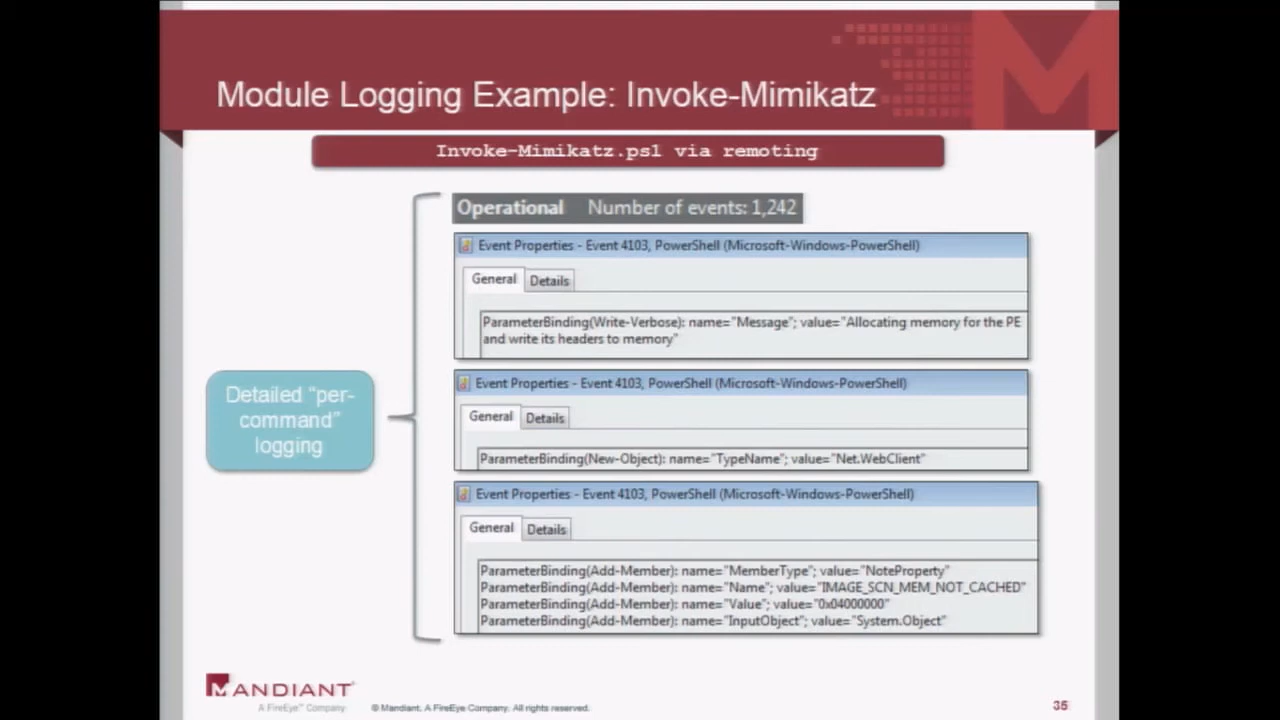 Module Logging Example: Invoke-Mimikatz
Invoke-Mimikatz.ps1 via remoting
Operational Number of events: 1,242
Event Properties - Event 4103, PowerShell (Microsoft-Windows-PowerShell)
General Details
ParameterBinding(Write-Verbose): name="Message"; value="Allocating memory for the PE
and write its headers to memory"
Detailed "per-
command"
logging
Event Properties - Event 4103, PowerShell (Microsoft-Windows-PowerShell)
General Details
ParameterBinding(New-Object): name="TypeName"; value="Net.WebClient"
Event Properties - Event 4103, PowerShell (Microsoft-Windows-PowerShell)
General Details
ParameterBinding(Add-Member): name="MemberType"; value="NoteProperty"
ParameterBinding(Add-Member): name="Name"; value="IMAGE_SCN_MEM_NOT_CACHED"
ParameterBinding(Add-Member): name="Value"; value="0x04000000"
ParameterBinding(Add-Member): name="InputObject"; value="System.Object"
MANDIANT®
A FireEye™ Company
© Mandiant. A FireEye Company. All rights reserved.
35